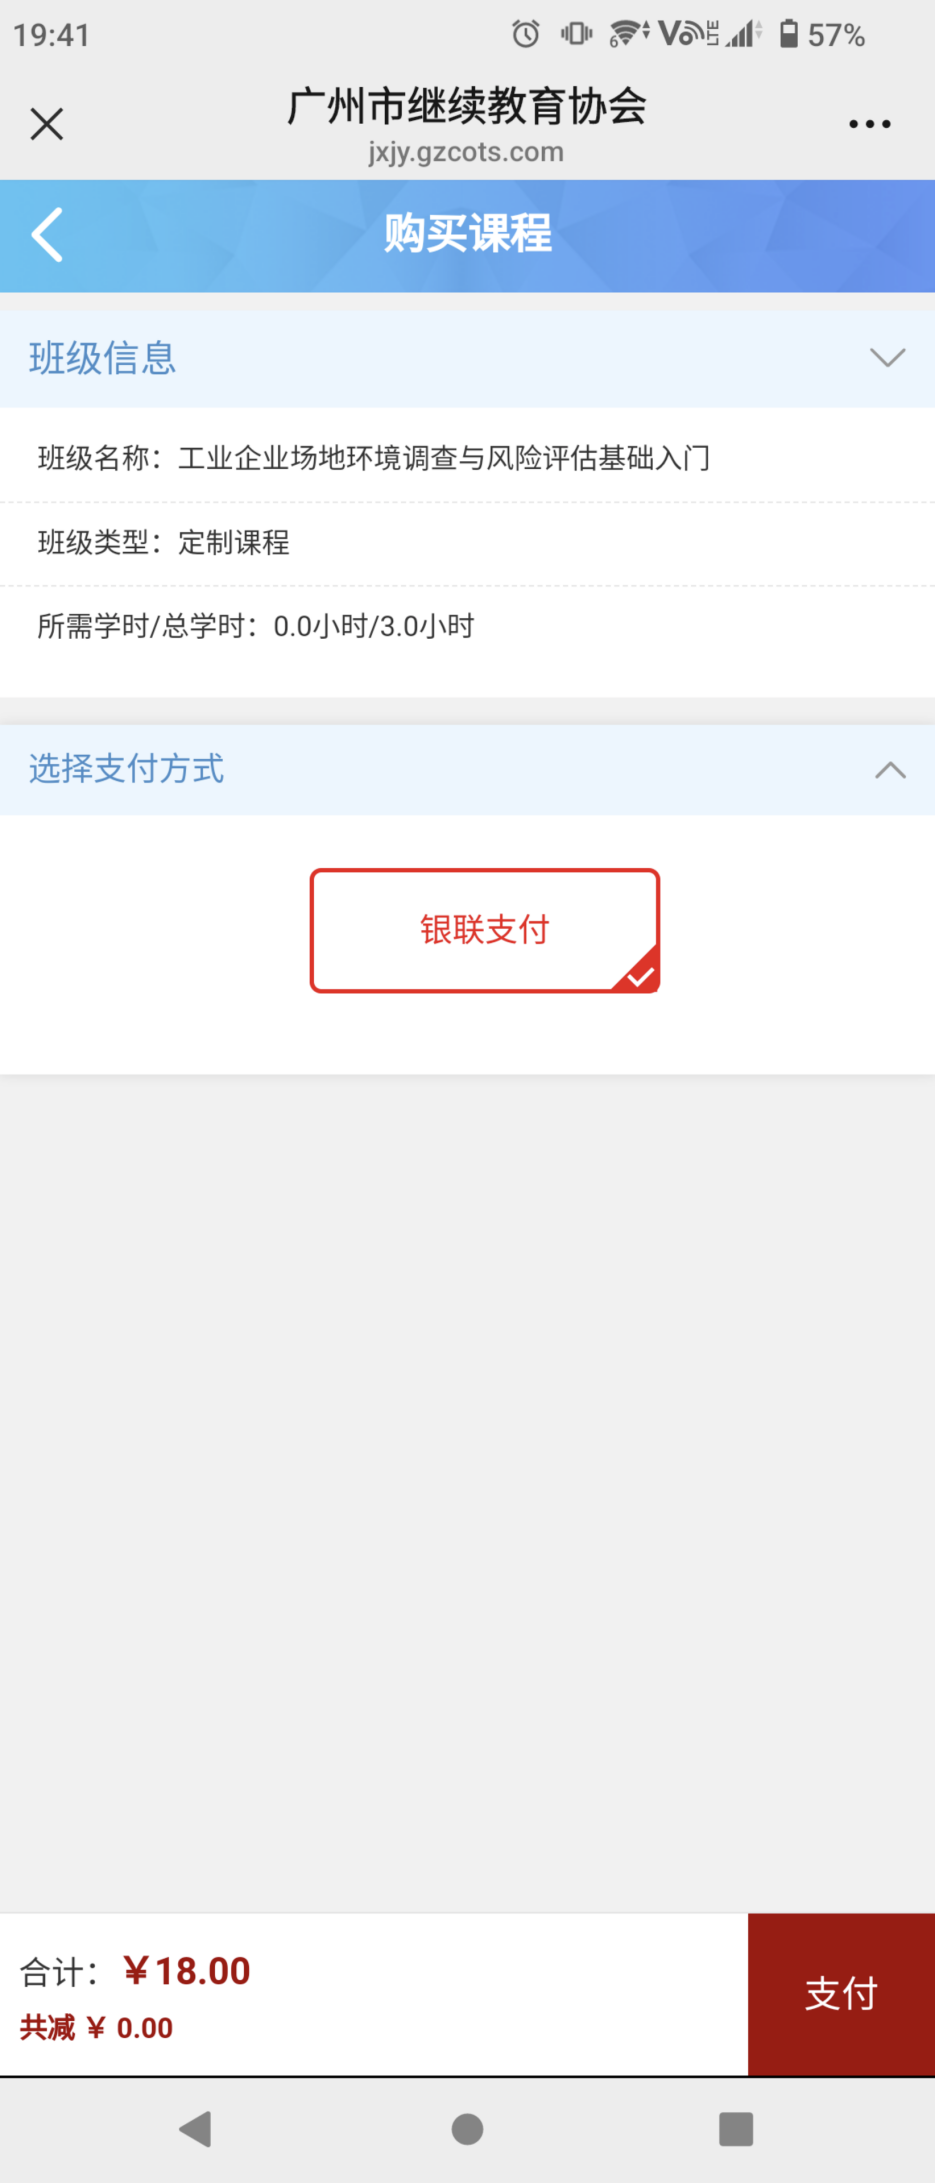 19:41
6 Vo LTE 57%
广州市继续教育协会
jxjy.gzcots.com
购买课程
班级信息
班级名称：工业企业场地环境调查与风险评估基础入门
班级类型：定制课程
所需学时/总学时：0.0小时/3.0小时
选择支付方式
银联支付
合计：￥18.00
共减 ￥ 0.00
支付